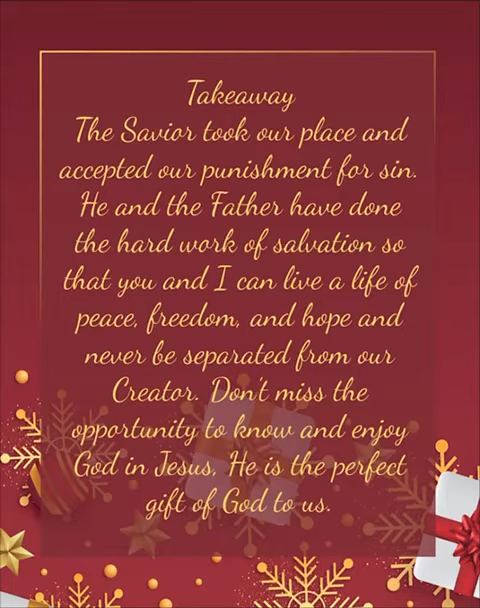 Takeaway
The Savior took our place and
accepted our punishment for sin.
He and the Father have done
the hard work of salvation so
that you and I can live a life of
peace, freedom, and hope and
never be separated from our
Creator. Don't miss the
opportunity to know and enjoy
God in Jesus, He is the perfect
gift of God to us.